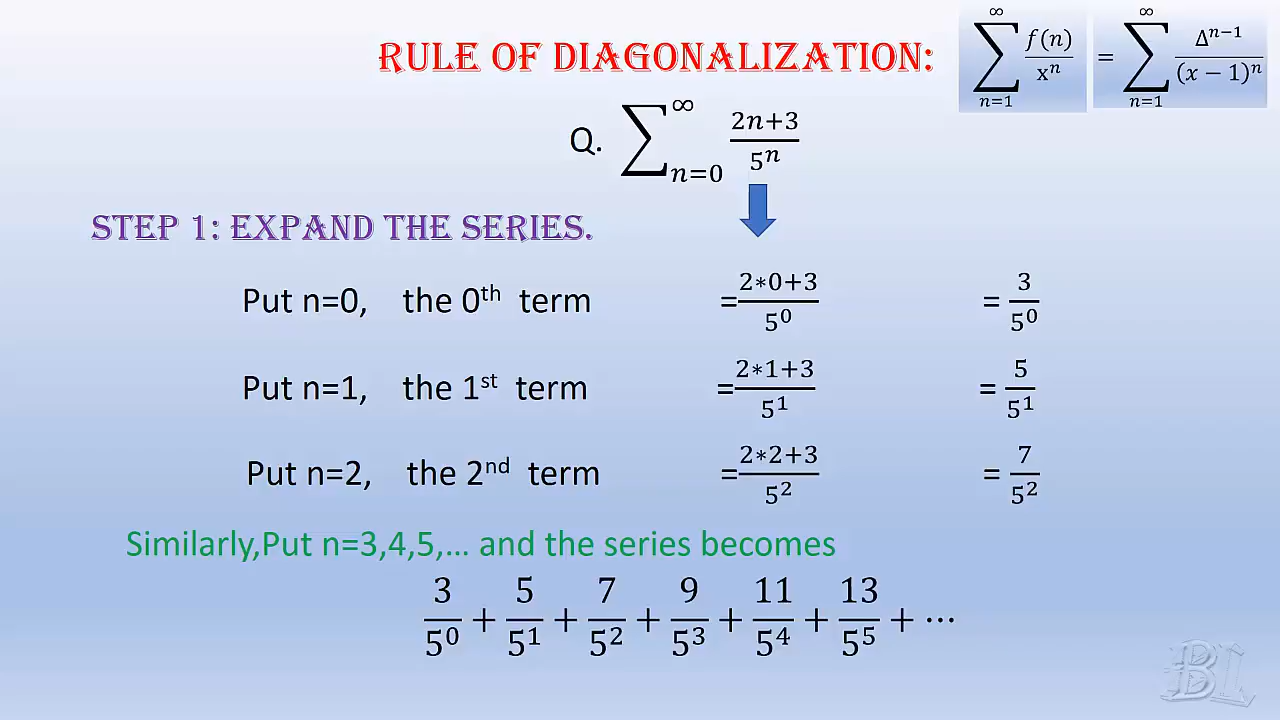 RULE OF DIAGONALIZATION:
∑_{n=1}^{∞} f(n)/x^n = ∑_{n=1}^{∞} Δ^{n−1}/(x − 1)^n
Q. ∑_{n=0}^{∞} (2n+3)/5^n
STEP 1: EXPAND THE SERIES.
Put n=0, the 0th term = (2*0+3)/5^0 = 3/5^0
Put n=1, the 1st term = (2*1+3)/5^1 = 5/5^1
Put n=2, the 2nd term = (2*2+3)/5^2 = 7/5^2
Similarly,Put n=3,4,5,... and the series becomes
3/5^0 + 5/5^1 + 7/5^2 + 9/5^3 + 11/5^4 + 13/5^5 + ⋯
BL